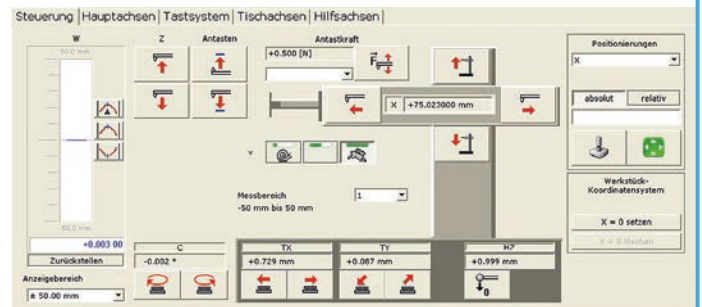 Steuerung Hauptachsen Tastsystem Tischachsen Hilfsachsen
W
50.0 mm
-50.0 mm
+0.003 00
Zurückstellen
Anzeigebereich
± 50.00 mm
Z
Antasten
Antastkraft
+0.500 [N]
F
X +75.023000 mm
v
Messbereich
-50 mm bis 50 mm
1
C
-0.002 °
TX
+0.729 mm
TY
+0.087 mm
HZ
+0.999 mm
0
Positionierungen
X
absolut relativ
Werkstück-
Koordinatensystem
X = 0 setzen
X = 0 löschen